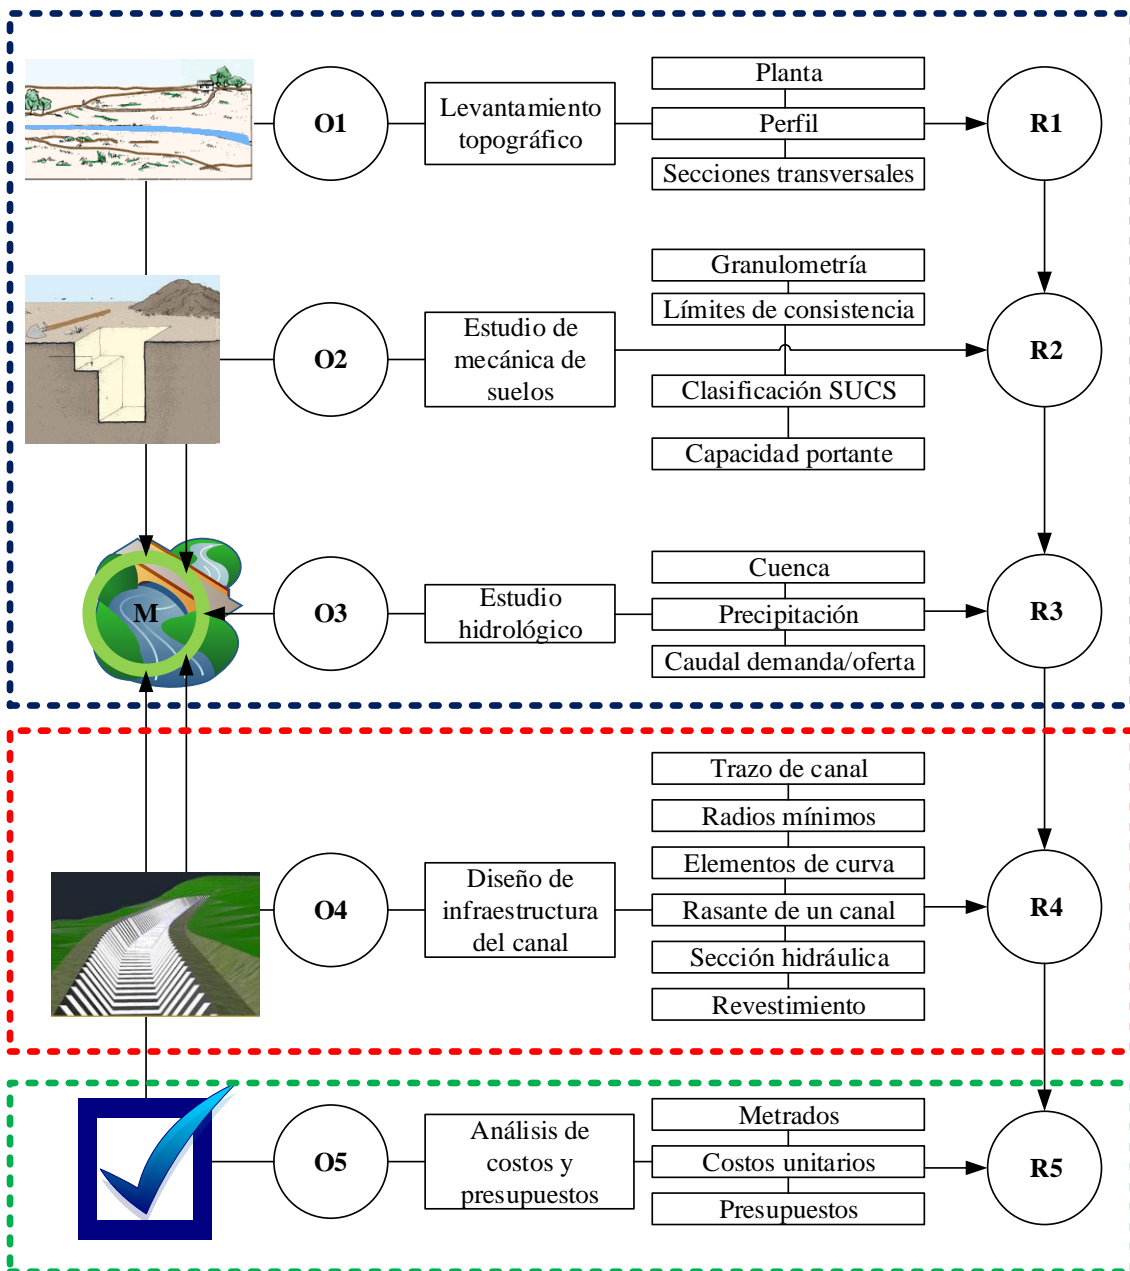 O1
Levantamiento
topográfico
Planta
Perfil
Secciones transversales
R1
O2
Estudio de
mecánica de
suelos
Granulometría
Límites de consistencia
Clasificación SUCS
Capacidad portante
R2
M
O3
Estudio
hidrológico
Cuenca
Precipitación
Caudal demanda/oferta
R3
O4
Diseño de
infraestructura
del canal
Trazo de canal
Radios mínimos
Elementos de curva
Rasante de un canal
Sección hidráulica
Revestimiento
R4
O5
Análisis de
costos y
presupuestos
Metrados
Costos unitarios
Presupuestos
R5